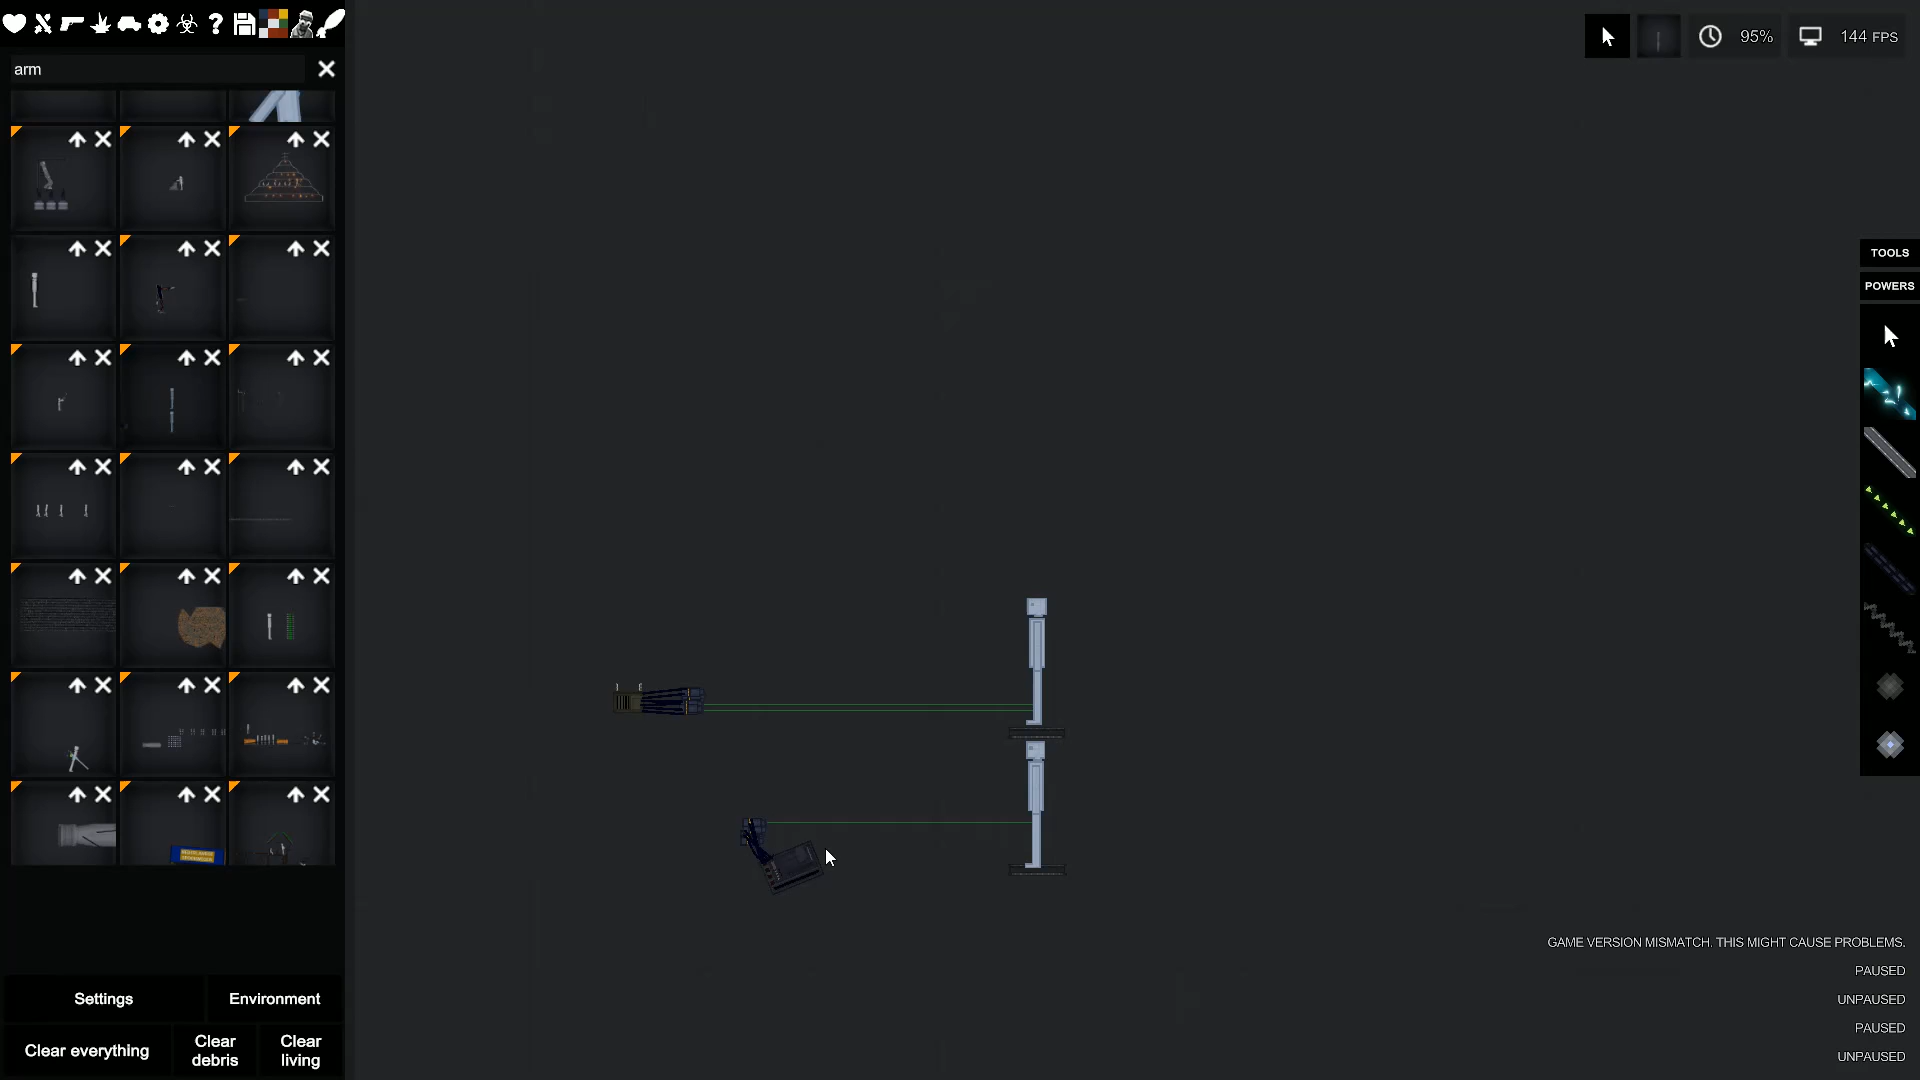 arm
95%
144 FPS
TOOLS
POWERS
GAME VERSION MISMATCH. THIS MIGHT CAUSE PROBLEMS.
PAUSED
UNPAUSED
PAUSED
UNPAUSED
Settings
Environment
Clear everything
Clear
debris
Clear
living